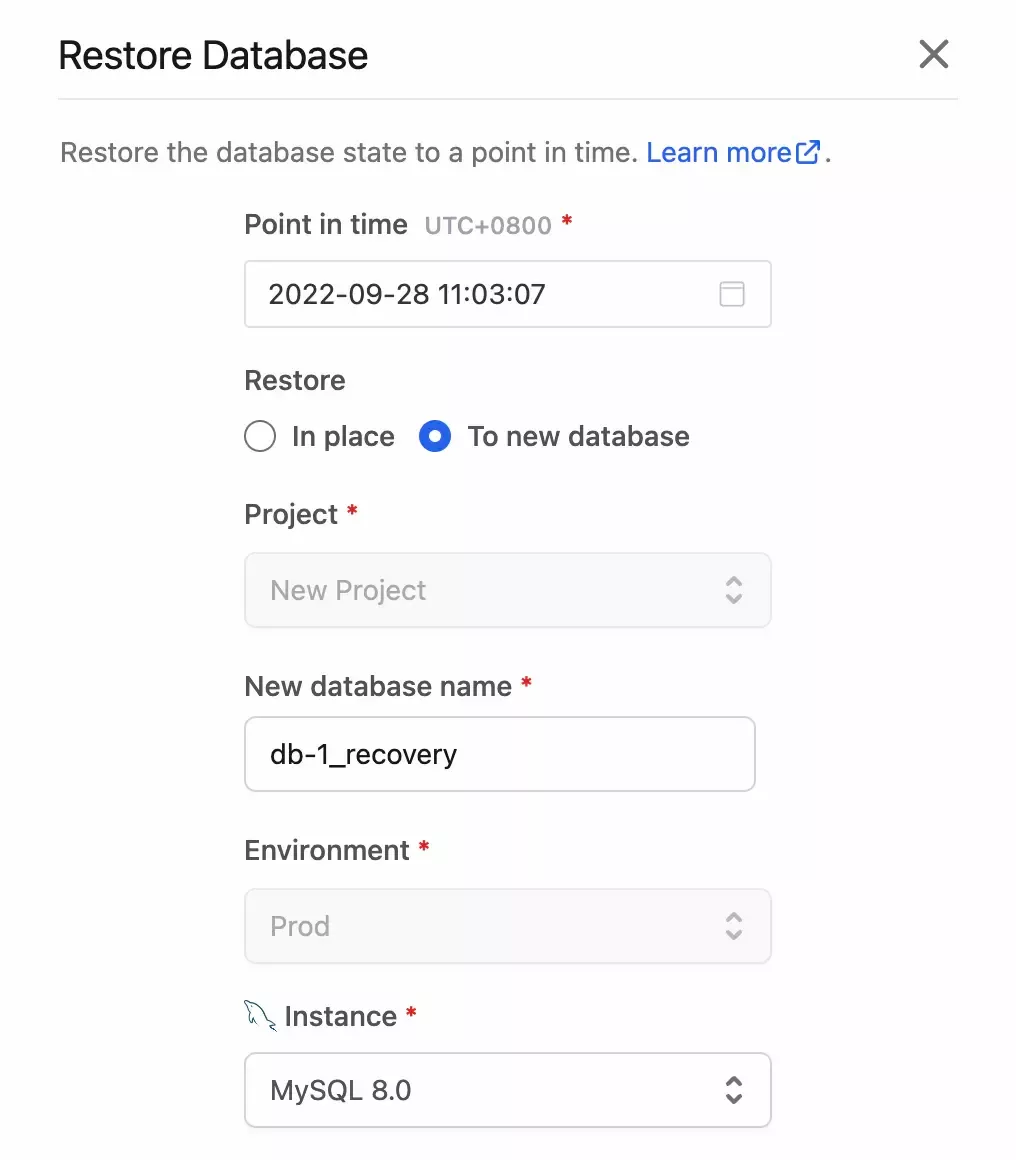 Restore Database
Restore the database state to a point in time. Learn more.
Point in time UTC+0800 *
2022-09-28 11:03:07
Restore
In place To new database
Project *
New Project
New database name *
db-1_recovery
Environment *
Prod
Instance *
MySQL 8.0